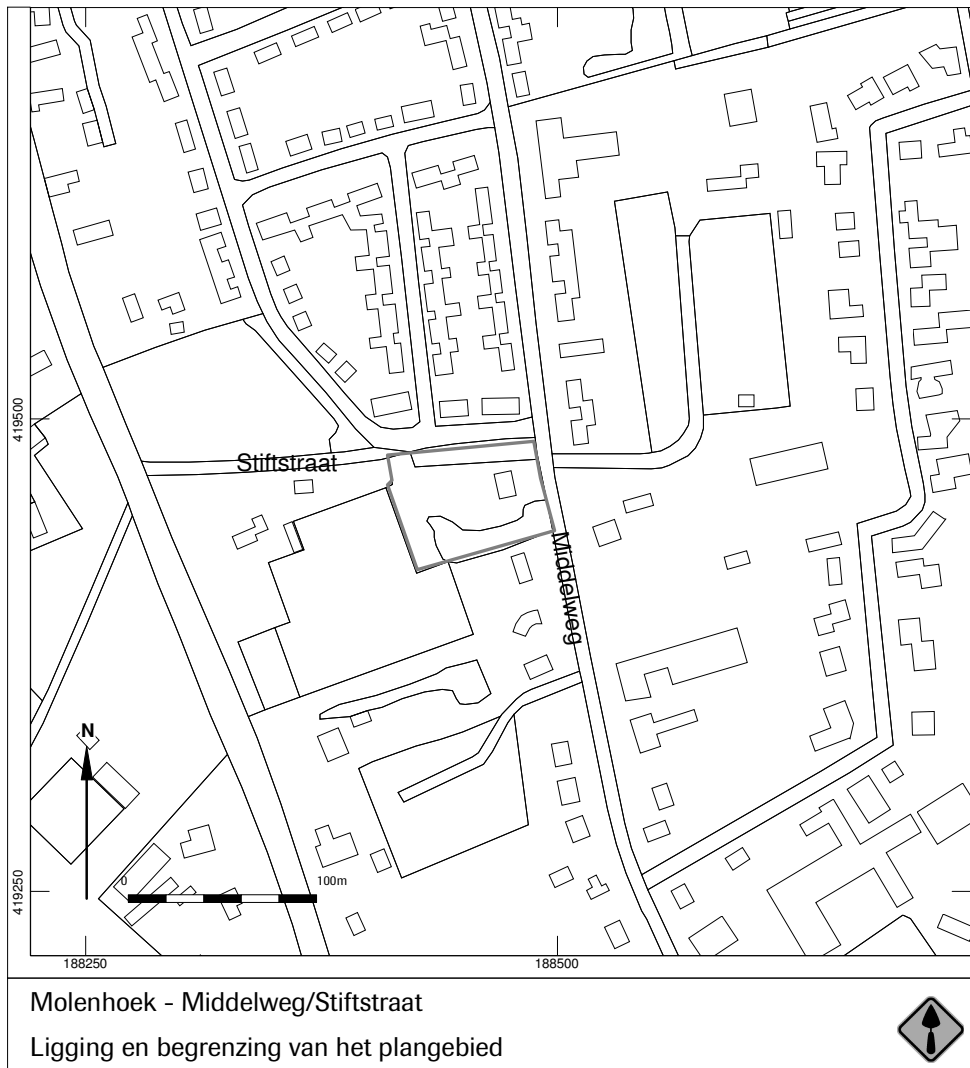 419500
Stiftstraat
Middelweg
N
0 100m
419250
188250 188500
Molenhoek - Middelweg/Stiftstraat
Ligging en begrenzing van het plangebied